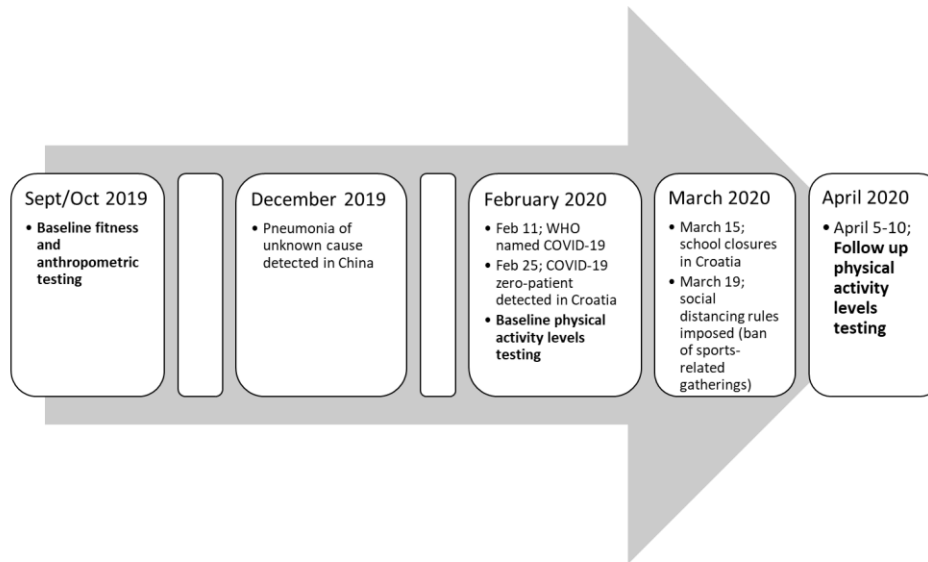 Sept/Oct 2019
• Baseline fitness
and
anthropometric
testing
December 2019
• Pneumonia of
unknown cause
detected in China
February 2020
• Feb 11; WHO
named COVID-19
• Feb 25; COVID-19
zero-patient
detected in Croatia
• Baseline physical
activity levels
testing
March 2020
• March 15;
school closures
in Croatia
• March 19;
social
distancing rules
imposed (ban
of sports-
related
gatherings)
April 2020
• April 5-10;
Follow up
physical
activity
levels
testing